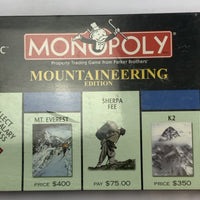 MONOPOLY
Property Trading Game from Parker Brothers
MOUNTAINEERING
EDITION
MT. EVEREST
PRICE $400
SHERPA
FEE
PAY $75.00
K2
PRICE $350